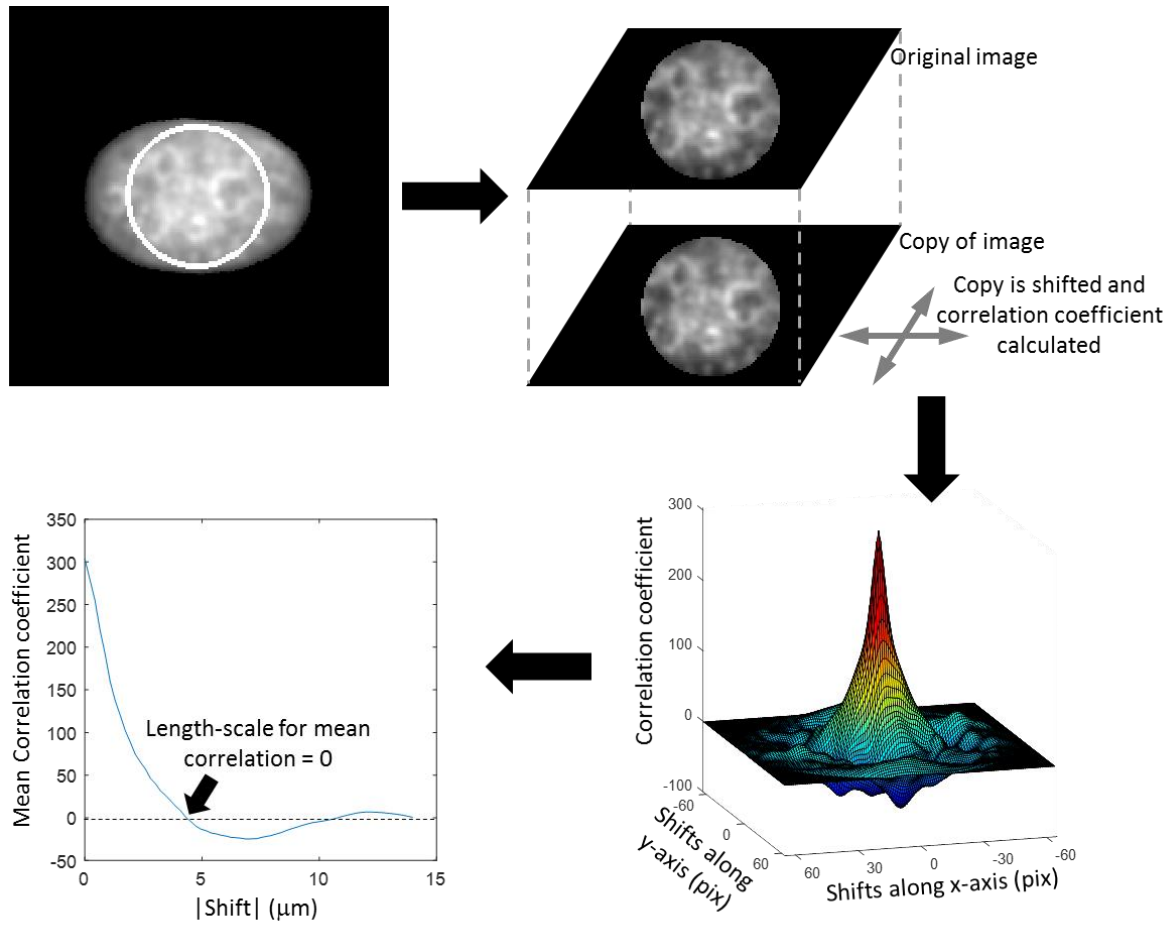 Original image
Copy of image
Copy is shifted and
correlation coefficient
calculated
350
300
250
200
150
100
50
0
-50
Mean Correlation coefficient
Length-scale for mean
correlation = 0
0
5
10
15
|Shift| (μm)
300
200
100
0
-100
Correlation coefficient
-60
0
60
Shifts along
y-axis (pix)
60
30
0
-30
-60
Shifts along x-axis (pix)